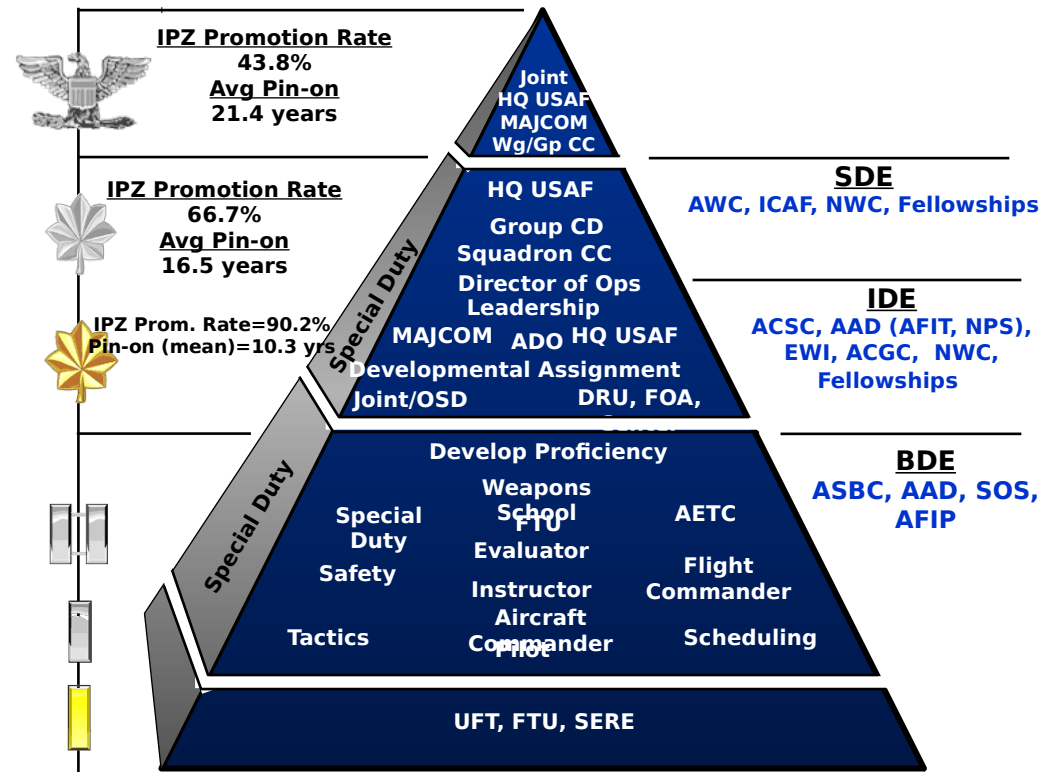 IPZ Promotion Rate
43.8%
Avg Pin-on
21.4 years
Joint
HQ USAF
MAJCOM
Wg/Gp CC
IPZ Promotion Rate
66.7%
Avg Pin-on
16.5 years
IPZ Prom. Rate=90.2%
Pin-on (mean)=10.3 yrs
Special Duty
HQ USAF
Group CD
Squadron CC
Director of Ops
Leadership
MAJCOM ADO HQ USAF
Developmental Assignment
Joint/OSD
DRU, FOA,
SDE
AWC, ICAF, NWC, Fellowships
IDE
ACSC, AAD (AFIT, NPS),
EWI, ACGC, NWC,
Fellowships
Special Duty
Develop Proficiency
Weapons
School
FTU
Special
Duty
AETC
Evaluator
Safety
Flight
Commander
Instructor
Aircraft
Commander
Pilot
Tactics
Scheduling
BDE
ASBC, AAD, SOS,
AFIP
UFT, FTU, SERE